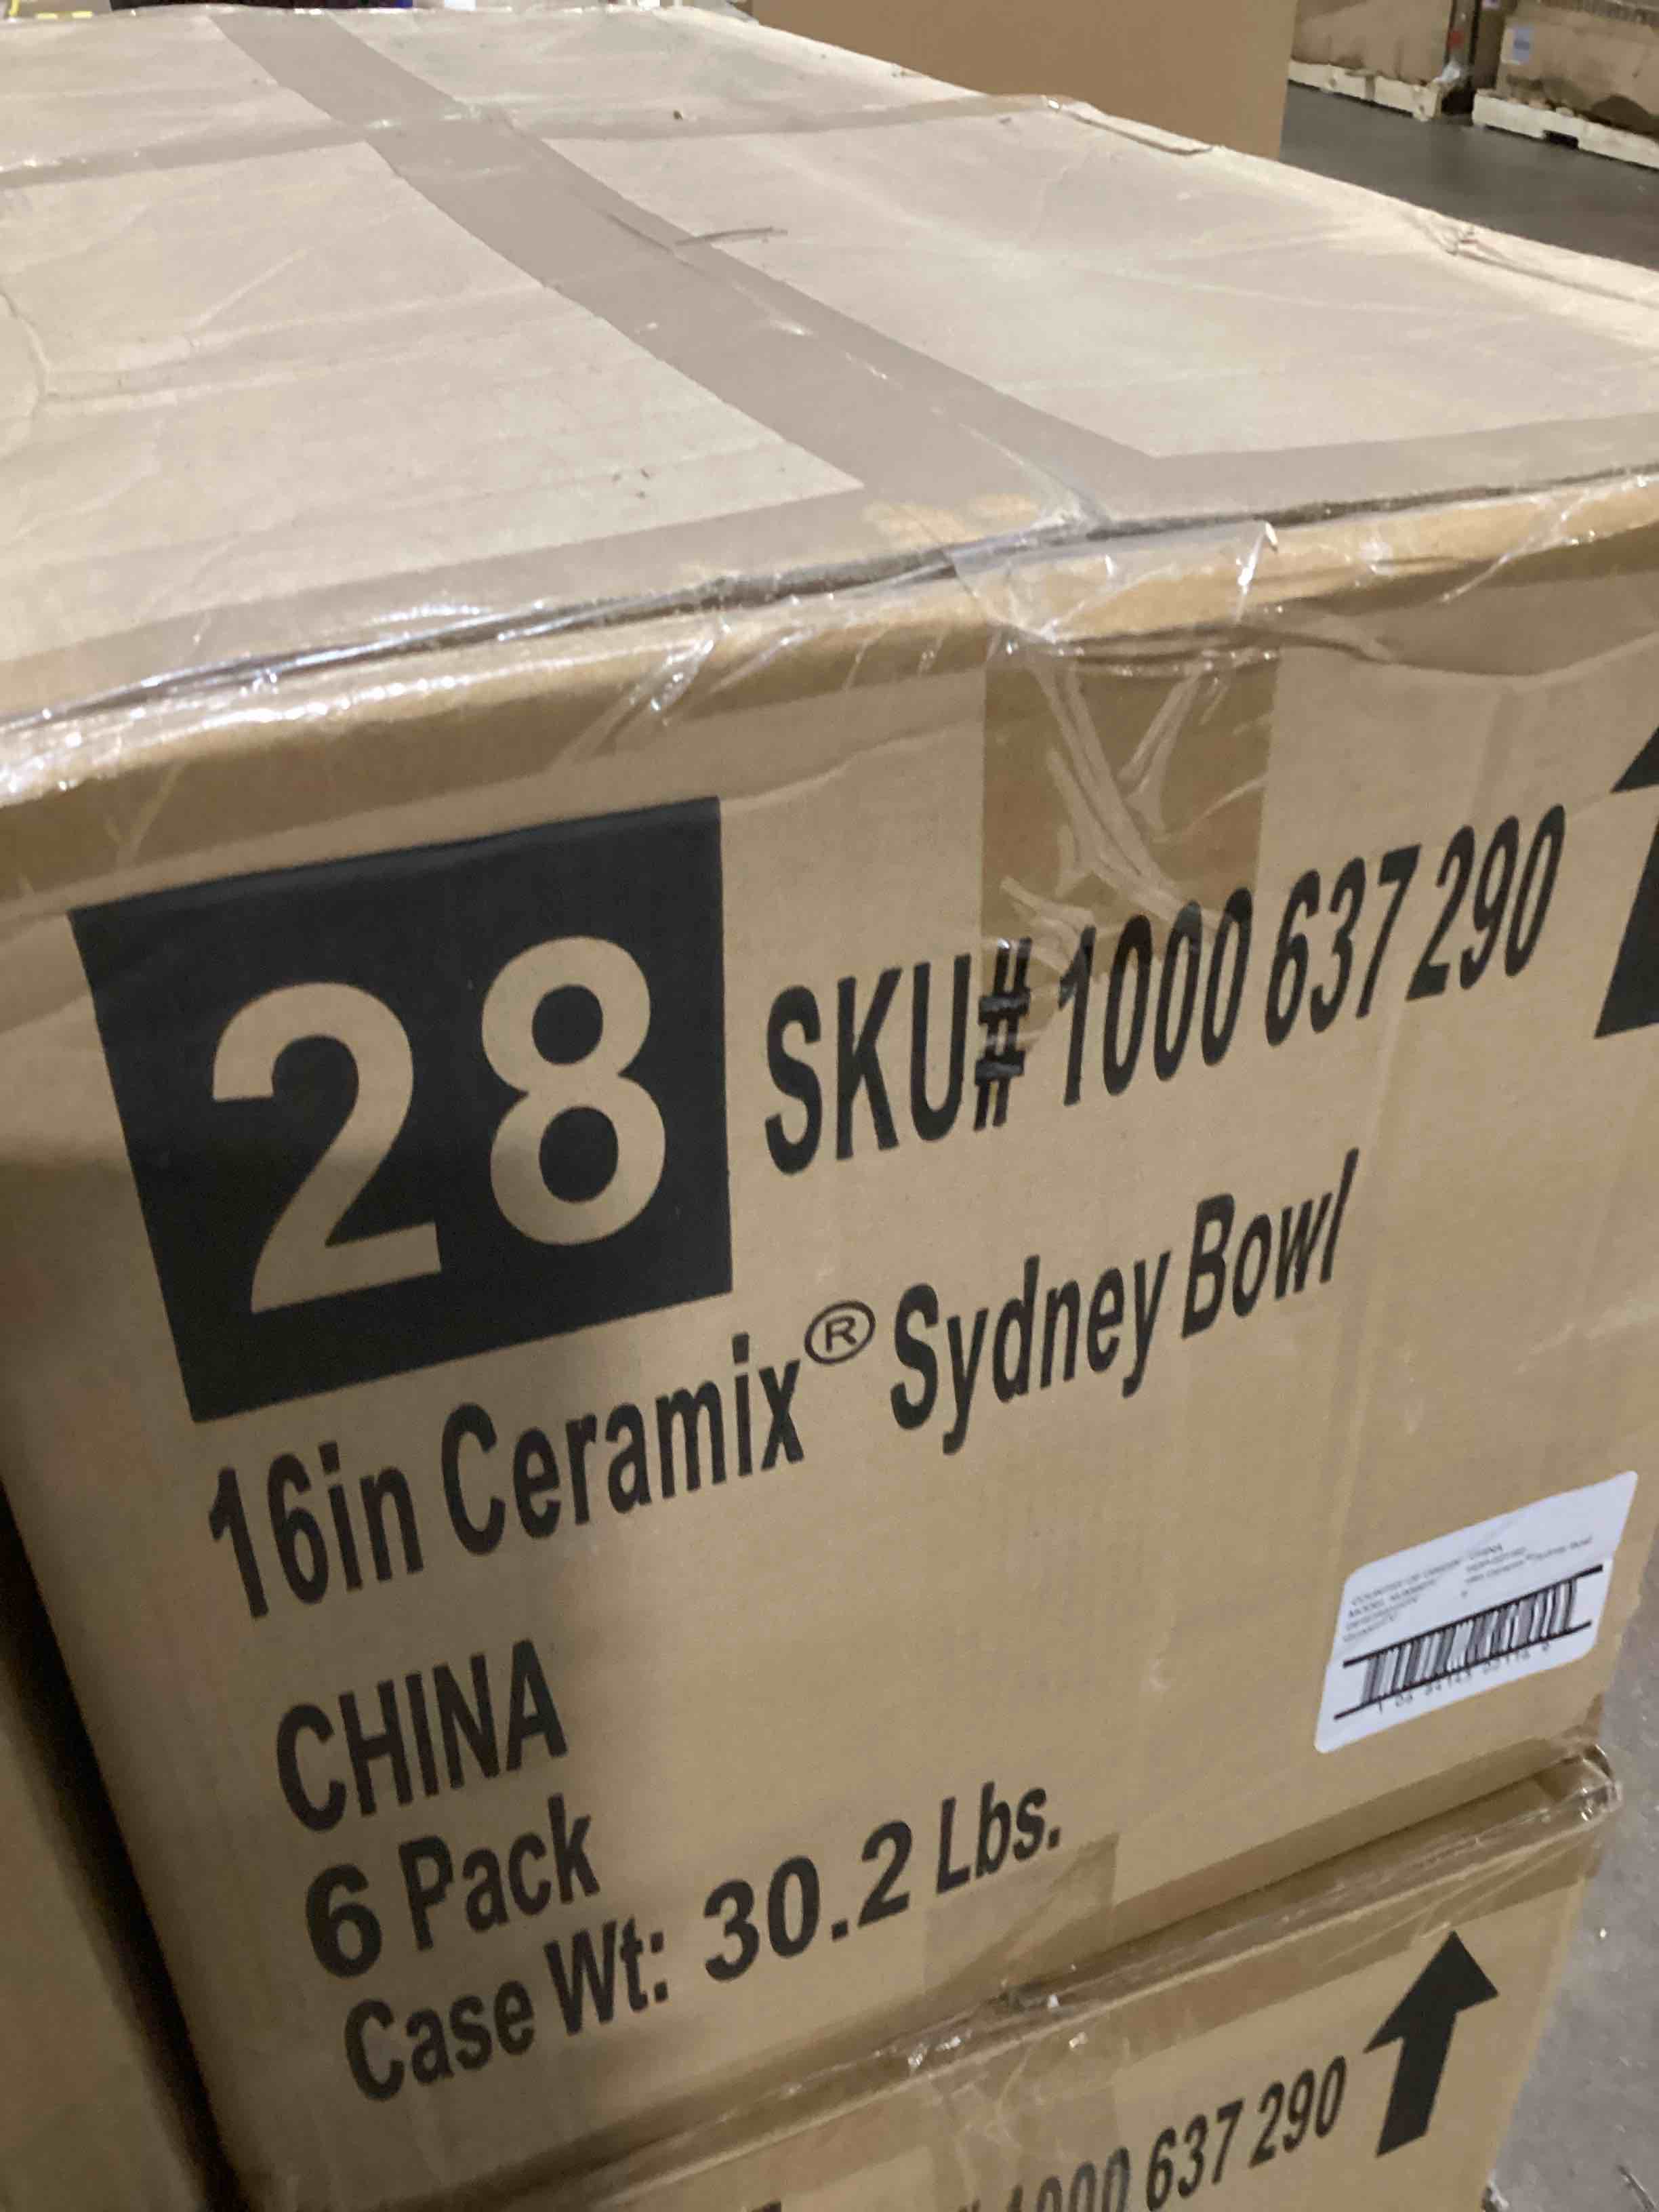 28
SKU# 1000 637 290
16in Ceramix® Sydney Bowl
CHINA
6 Pack
Case Wt: 30.2 Lbs.
1000 637 290